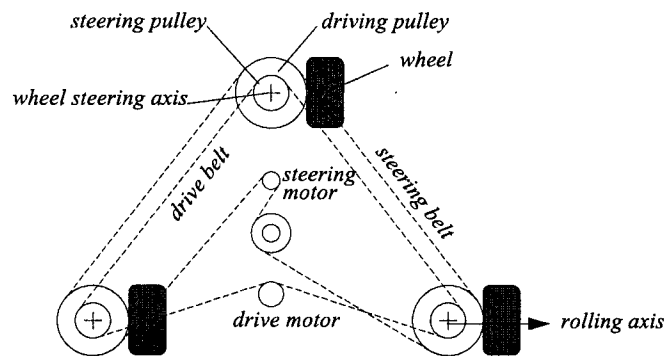 steering pulley
driving pulley
wheel
wheel steering axis
drive belt
steering
motor
steering belt
drive motor
rolling axis